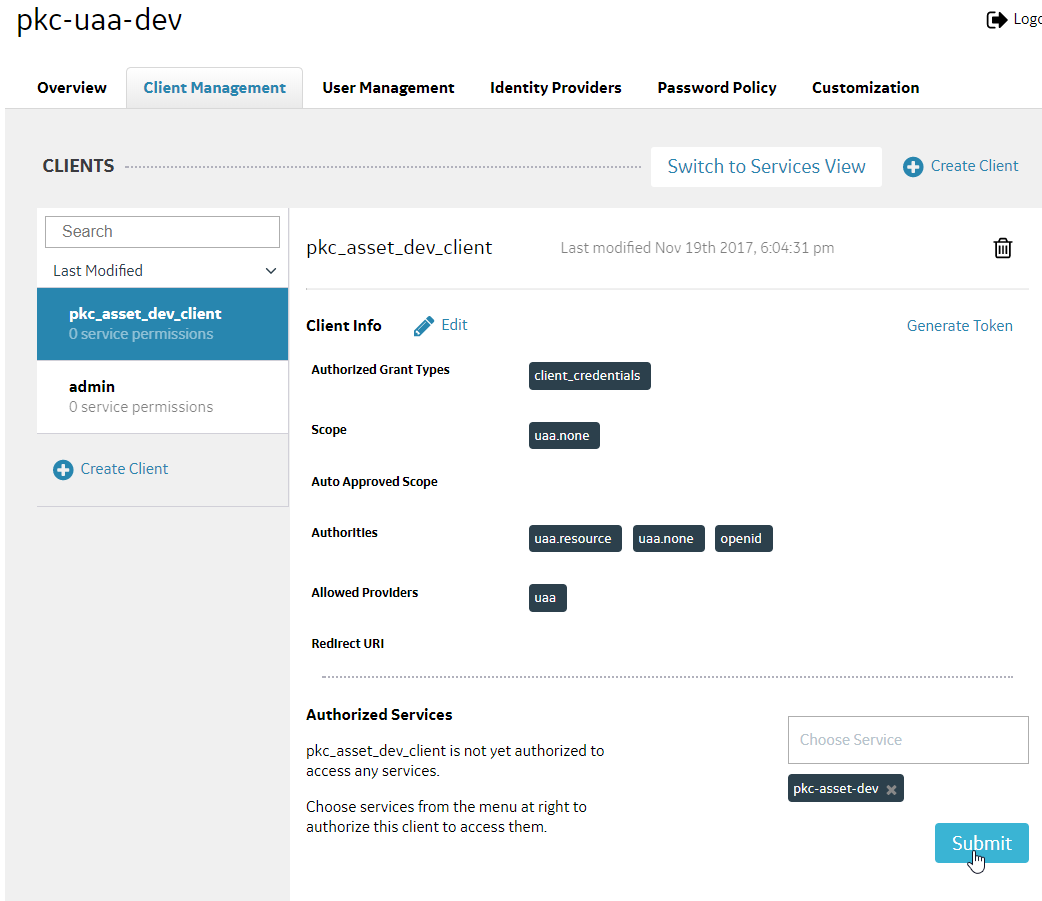 pkc-uaa-dev
Logo
Overview Client Management User Management Identity Providers Password Policy Customization
CLIENTS Switch to Services View Create Client
Search
Last Modified
pkc_asset_dev_client
0 service permissions
admin
0 service permissions
Create Client
pkc_asset_dev_client Last modified Nov 19th 2017, 6:04:31 pm
Client Info Edit Generate Token
Authorized Grant Types client_credentials
Scope uaa.none
Auto Approved Scope
Authorities uaa.resource uaa.none openid
Allowed Providers uaa
Redirect URI
Authorized Services
pkc_asset_dev_client is not yet authorized to
access any services.
Choose services from the menu at right to
authorize this client to access them.
Choose Service
pkc-asset-dev
Submit